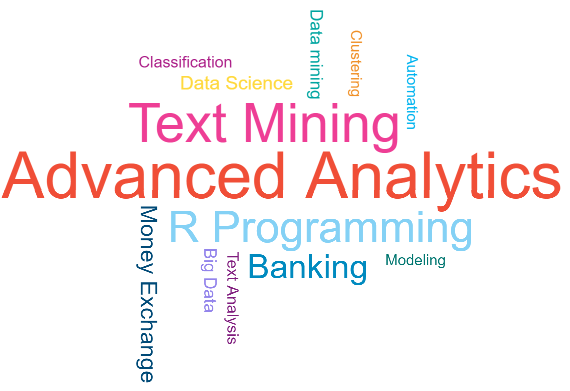 Data mining
Clustering
Classification
Automation
Data Science
Text Mining
Advanced Analytics
Money Exchange
R Programming
Big Data
Text Analysis
Banking
Modeling